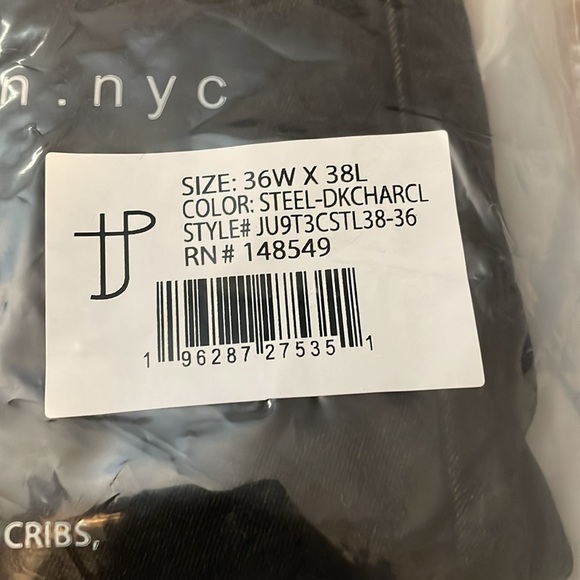 n.nyc
SIZE: 36W X 38L
COLOR: STEEL-DKCHARCL
STYLE# JU9T3CSTL38-36
RN# 148549
1 96287 27535 1
CRIBS,